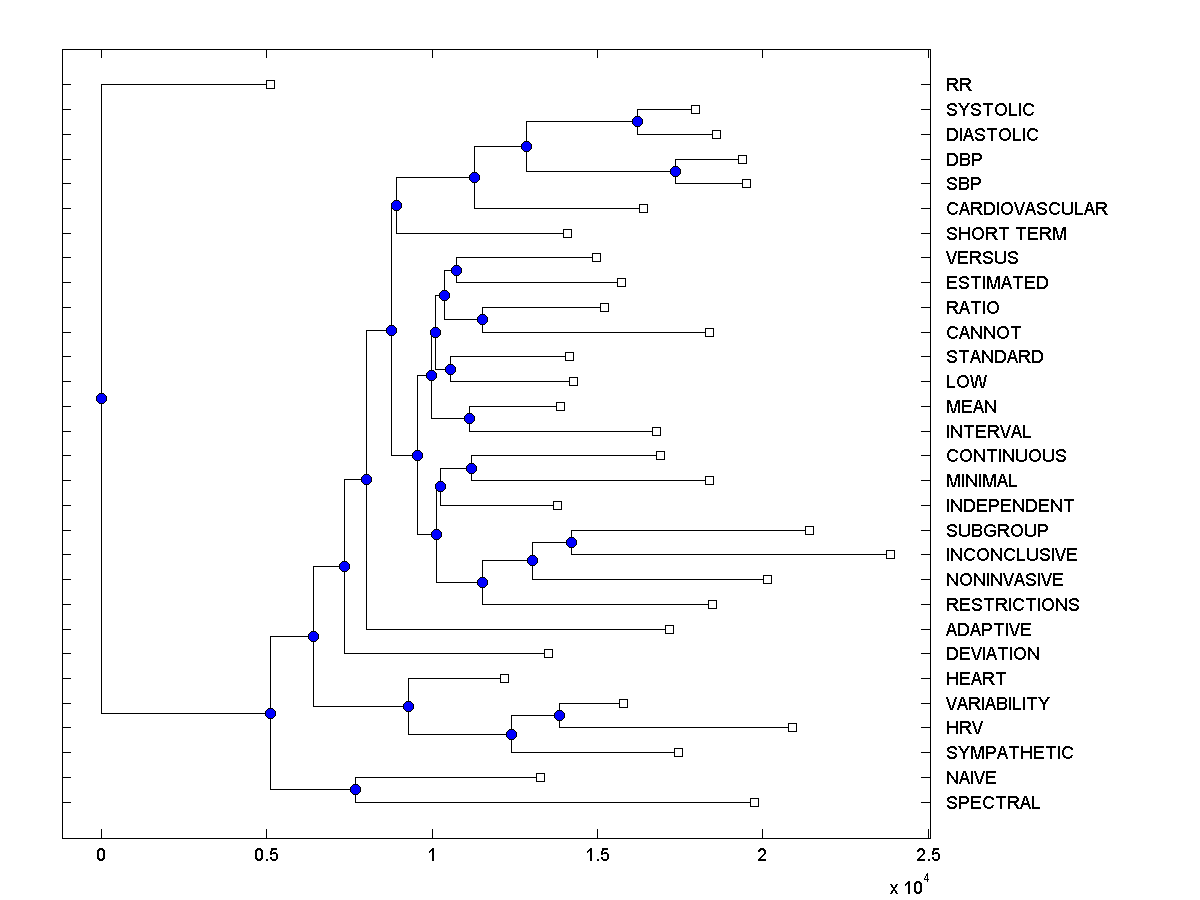 RR
SYSTOLIC
DIASTOLIC
DBP
SBP
CARDIOVASCULAR
SHORT TERM
VERSUS
ESTIMATED
RATIO
CANNOT
STANDARD
LOW
MEAN
INTERVAL
CONTINUOUS
MINIMAL
INDEPENDENT
SUBGROUP
INCONCLUSIVE
NONINVASIVE
RESTRICTIONS
ADAPTIVE
DEVIATION
HEART
VARIABILITY
HRV
SYMPATHETIC
NAIVE
SPECTRAL
0 0.5 1 1.5 2 2.5
x 10^4